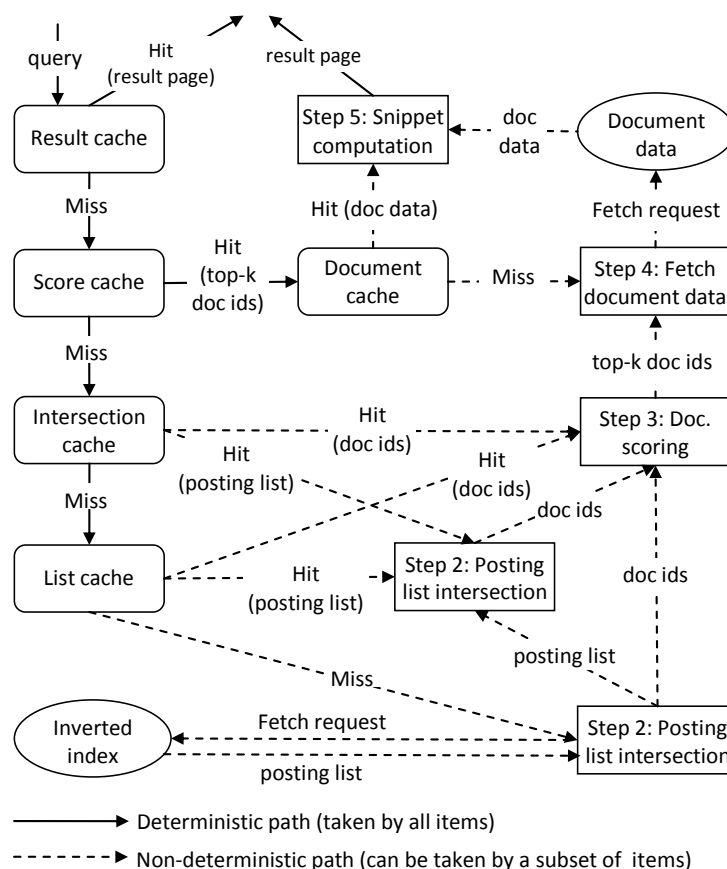 query
Hit
(result page)
result page
Result cache
Step 5: Snippet
computation
doc
data
Document
data
Miss
Hit (doc data)
Fetch request
Score cache
Hit
(top-k
doc ids)
Document
cache
Miss
Step 4: Fetch
document data
Miss
top-k doc ids
Intersection
cache
Hit
(doc ids)
Step 3: Doc.
scoring
Hit
(posting list)
Hit
(doc ids)
Miss
doc ids
List cache
Hit
(posting list)
Step 2: Posting
list intersection
doc ids
posting list
Miss
Inverted
index
Fetch request
posting list
Step 2: Posting
list intersection
Deterministic path (taken by all items)
Non-deterministic path (can be taken by a subset of items)